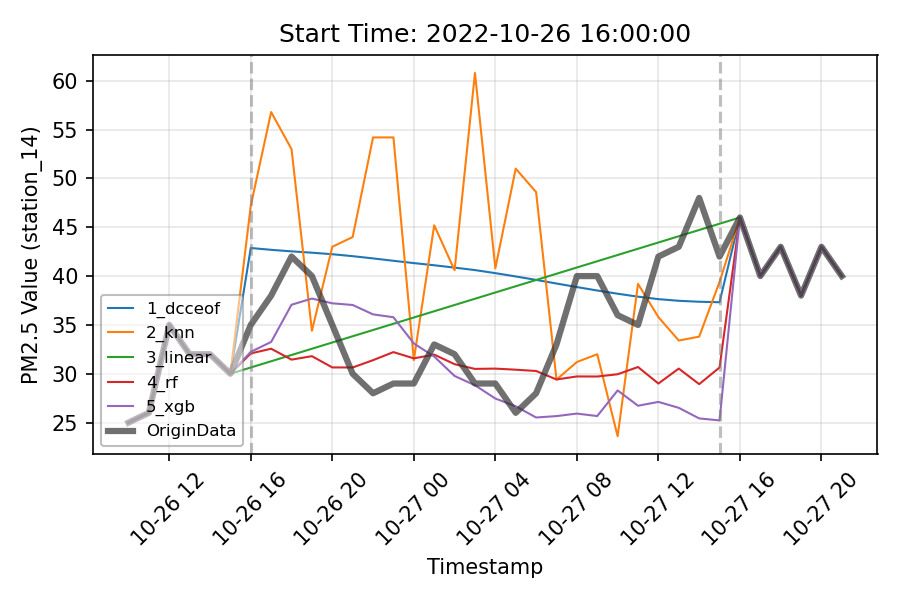 Start Time: 2022-10-26 16:00:00
PM2.5 Value (station_14)
60
55
50
45
40
35
30
25
1_dcceof
2_knn
3_linear
4_rf
5_xgb
OriginData
10-26 12
10-26 16
10-26 20
10-27 00
10-27 04
10-27 08
10-27 12
10-27 16
10-27 20
Timestamp